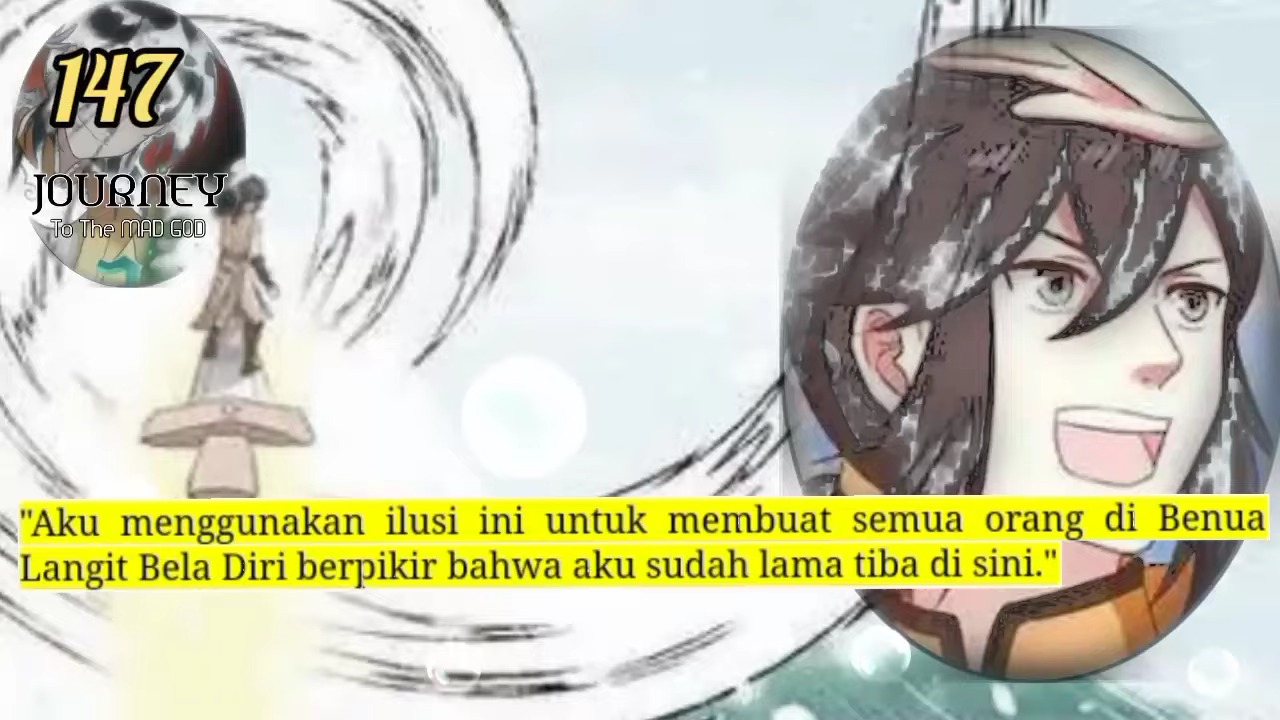 147
JOURNEY
To The MAD GOD
"Aku menggunakan ilusi ini untuk membuat semua orang di Benua
Langit Bela Diri berpikir bahwa aku sudah lama tiba di sini."